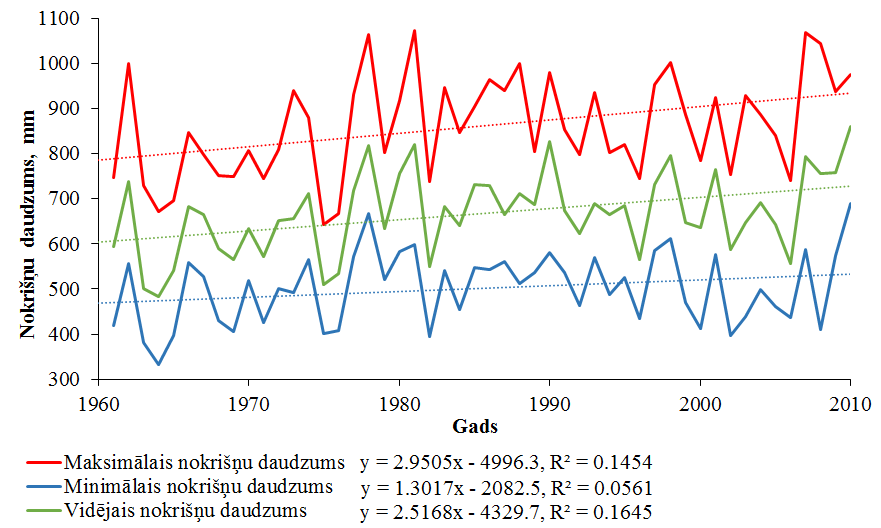 1100
1000
900
800
700
600
500
400
300
Nokrišņu daudzums, mm
1960 1970 1980 1990 2000 2010
Gads
Maksimālais nokrišņu daudzums y = 2.9505x - 4996.3, R² = 0.1454
Minimālais nokrišņu daudzums y = 1.3017x - 2082.5, R² = 0.0561
Vidējais nokrišņu daudzums y = 2.5168x - 4329.7, R² = 0.1645